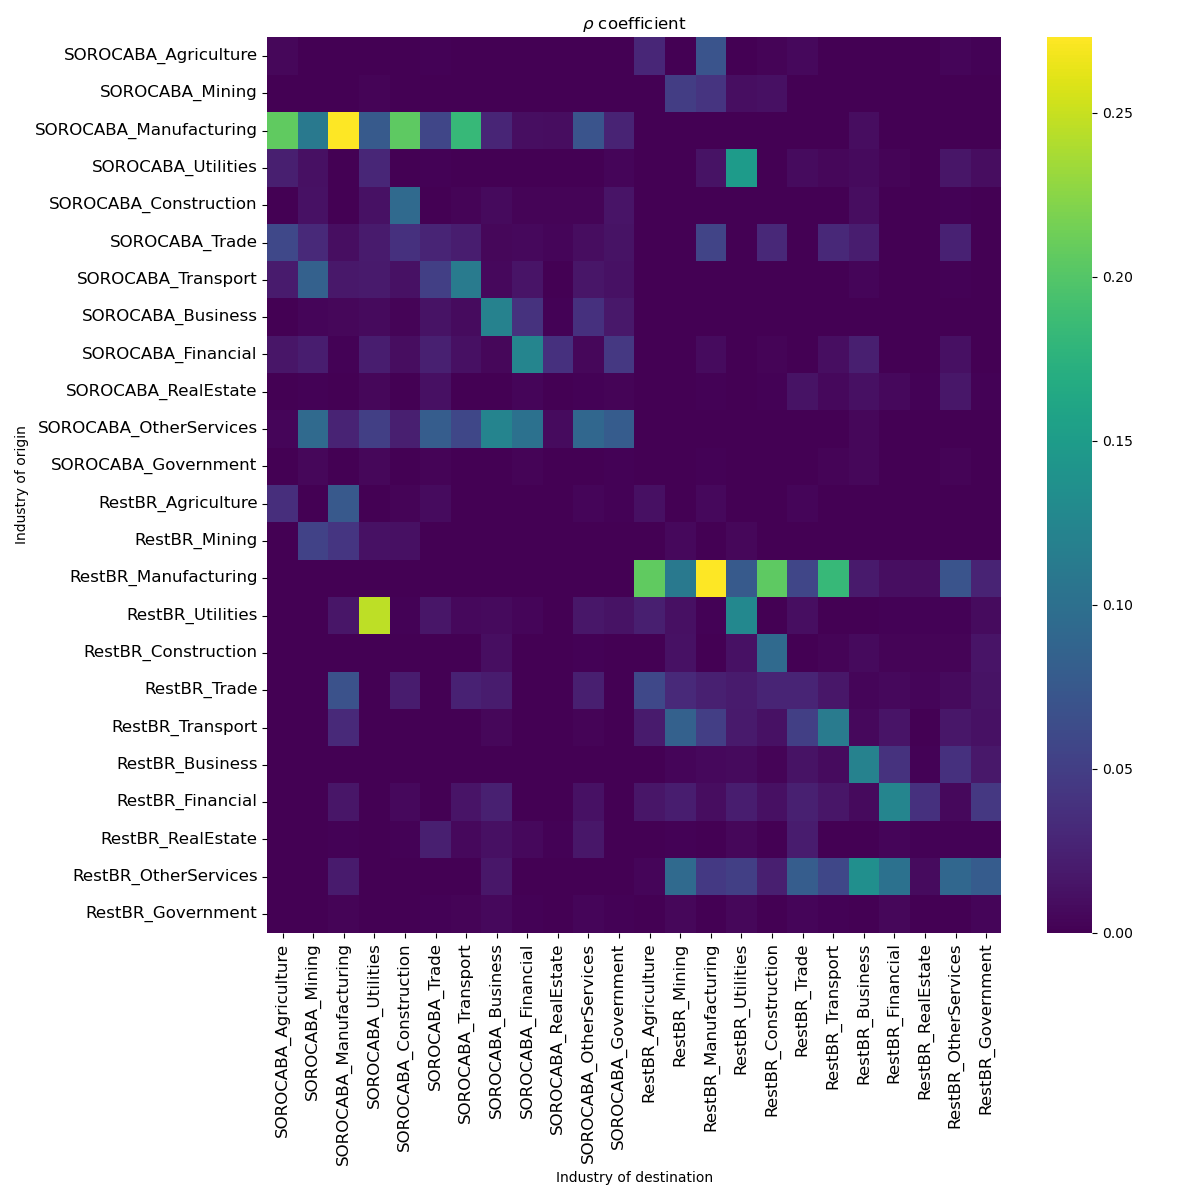 ρ coefficient
SOROCABA_Agriculture
SOROCABA_Mining
SOROCABA_Manufacturing
SOROCABA_Utilities
SOROCABA_Construction
SOROCABA_Trade
SOROCABA_Transport
SOROCABA_Business
SOROCABA_Financial
SOROCABA_RealEstate
SOROCABA_OtherServices
SOROCABA_Government
RestBR_Agriculture
RestBR_Mining
RestBR_Manufacturing
RestBR_Utilities
RestBR_Construction
RestBR_Trade
RestBR_Transport
RestBR_Business
RestBR_Financial
RestBR_RealEstate
RestBR_OtherServices
RestBR_Government
Industry of origin
SOROCABA_Agriculture
SOROCABA_Mining
SOROCABA_Manufacturing
SOROCABA_Utilities
SOROCABA_Construction
SOROCABA_Trade
SOROCABA_Transport
SOROCABA_Business
SOROCABA_Financial
SOROCABA_RealEstate
SOROCABA_OtherServices
SOROCABA_Government
RestBR_Agriculture
RestBR_Mining
RestBR_Manufacturing
RestBR_Utilities
RestBR_Construction
RestBR_Trade
RestBR_Transport
RestBR_Business
RestBR_Financial
RestBR_RealEstate
RestBR_OtherServices
RestBR_Government
Industry of destination
0.25
0.20
0.15
0.10
0.05
0.00